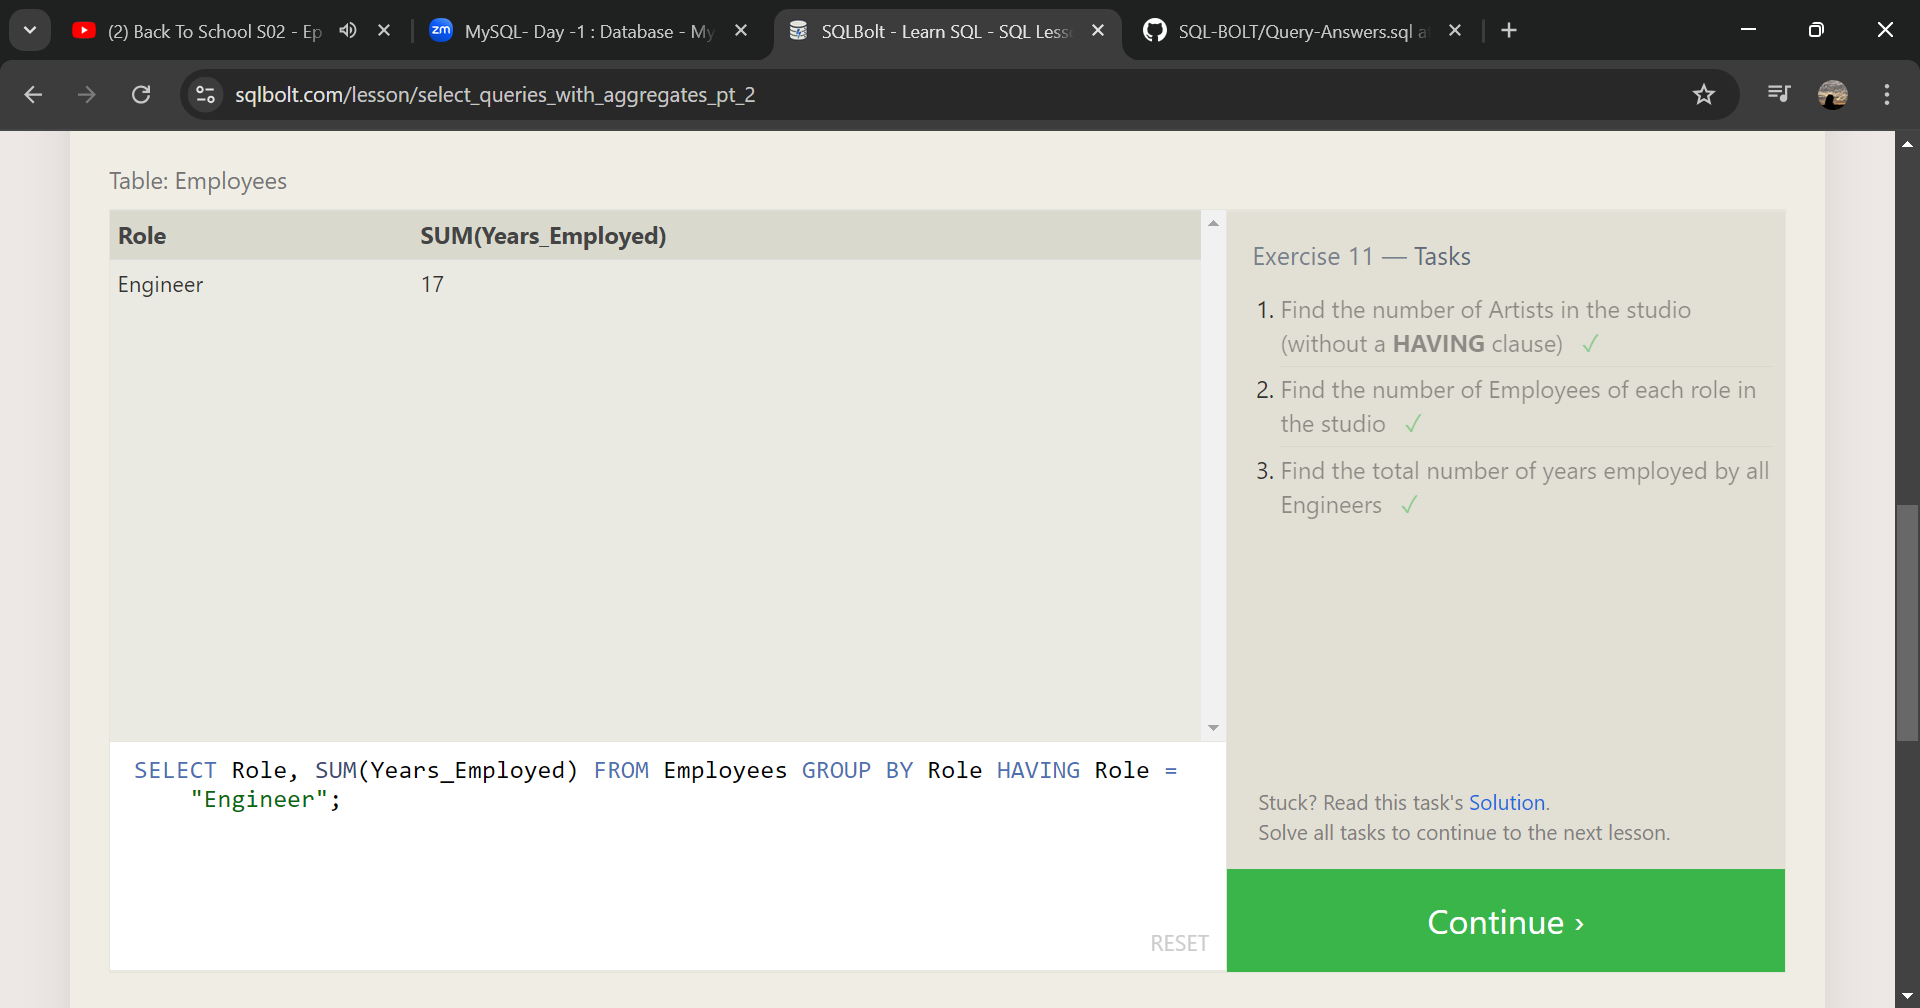 (2) Back To School S02 - Ep
zm MySQL- Day -1 : Database - My
SQLBolt - Learn SQL - SQL Less
SQL-BOLT/Query-Answers.sql a
sqlbolt.com/lesson/select_queries_with_aggregates_pt_2
Table: Employees
Role SUM(Years_Employed)
Engineer 17
SELECT Role, SUM(Years_Employed) FROM Employees GROUP BY Role HAVING Role =
"Engineer";
RESET
Exercise 11 — Tasks
1. Find the number of Artists in the studio
(without a HAVING clause) ✓
2. Find the number of Employees of each role in
the studio ✓
3. Find the total number of years employed by all
Engineers ✓
Stuck? Read this task's Solution.
Solve all tasks to continue to the next lesson.
Continue ›